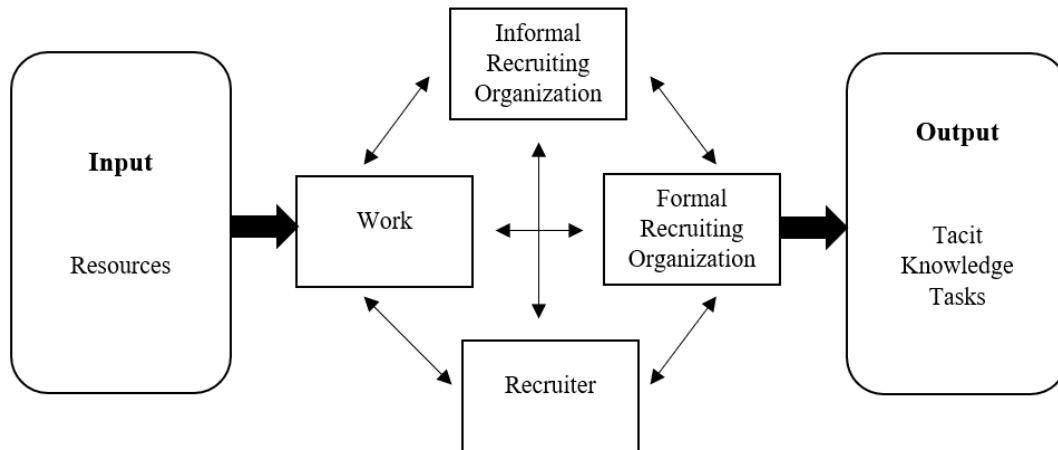 Input
Resources
Informal
Recruiting
Organization
Work
Formal
Recruiting
Organization
Recruiter
Output
Tacit
Knowledge
Tasks